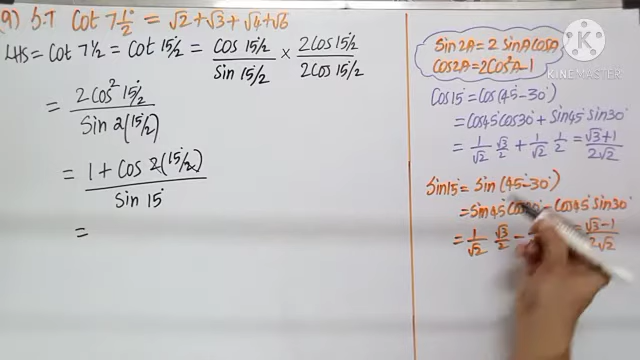 (9) S.T Cot 7½° = √2+√3+√4+√6
LHS = Cot 7½ = Cot 15°/2 = Cos 15°/2 / Sin 15°/2 × 2Cos 15°/2 / 2Cos 15°/2
= 2Cos² 15°/2 / Sin 2(15°/2)
= 1 + Cos 2(15°/2) / Sin 15°
=
Sin 2A = 2 SinA CosA
Cos2A = 2Cos²A - 1
Cos15° = Cos(45°-30°)
= Cos45° Cos30° + Sin45° Sin30°
= 1/√2 √3/2 + 1/√2 1/2 = √3+1 / 2√2
Sin15° = Sin (45°-30°)
= Sin45° Cos30° - Cos45° Sin30°
= 1/√2 √3/2 - = √3-1 / 2√2
KINEMASTER